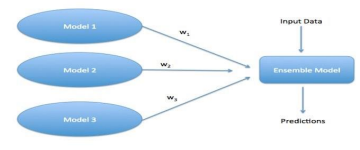 Model 1
w₁
Input Data
Model 2
w₂
Ensemble Model
Model 3
w₃
Predictions